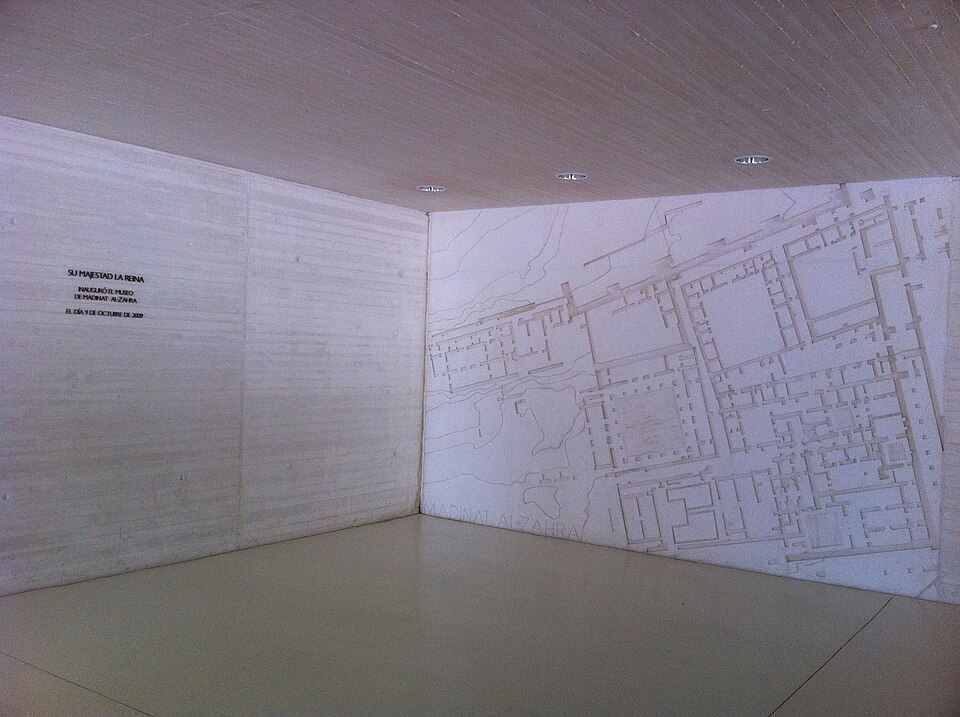 SU MAJESTAD LA REINA
INAUGURÓ EL MUSEO
DE MADINAT AL-ZAHRA
EL DÍA 9 DE OCTUBRE DE 2009
MADINAT AL-ZAHRA